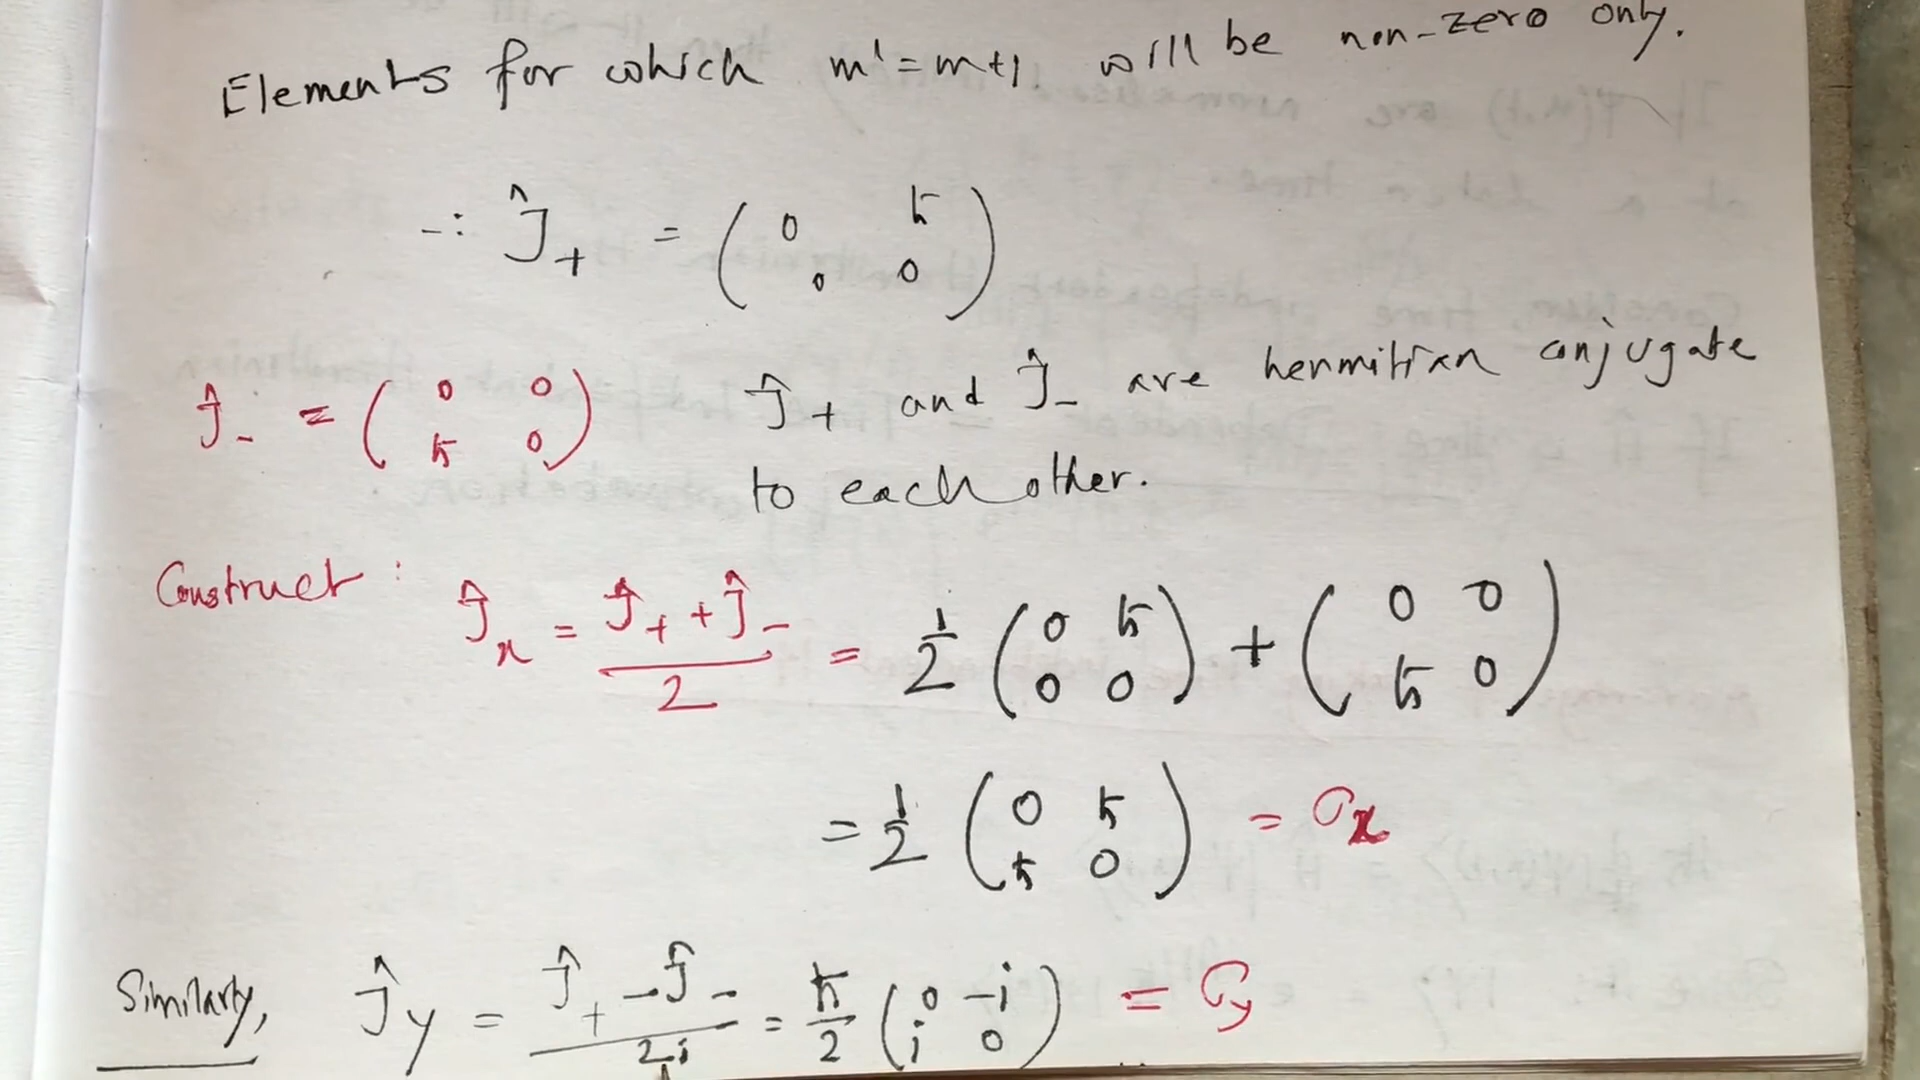 Elements for which m' = m+1. will be non-zero only.
∴ Ĵ₊ = ( 0 ħ
0 0 )
Ĵ₋ = ( 0 0
ħ 0 ) Ĵ₊ and Ĵ₋ are hermitian conjugate
to each other.
Construct : Ĵₓ = (Ĵ₊ + Ĵ₋)/2 = 1/2 ( 0 ħ ; 0 0 ) + ( 0 0 ; ħ 0 )
= 1/2 ( 0 ħ ; ħ 0 ) = σₓ
Similarly, Ĵy = (Ĵ₊ - Ĵ₋)/2i = ħ/2 ( 0 -i ; i 0 ) = σy